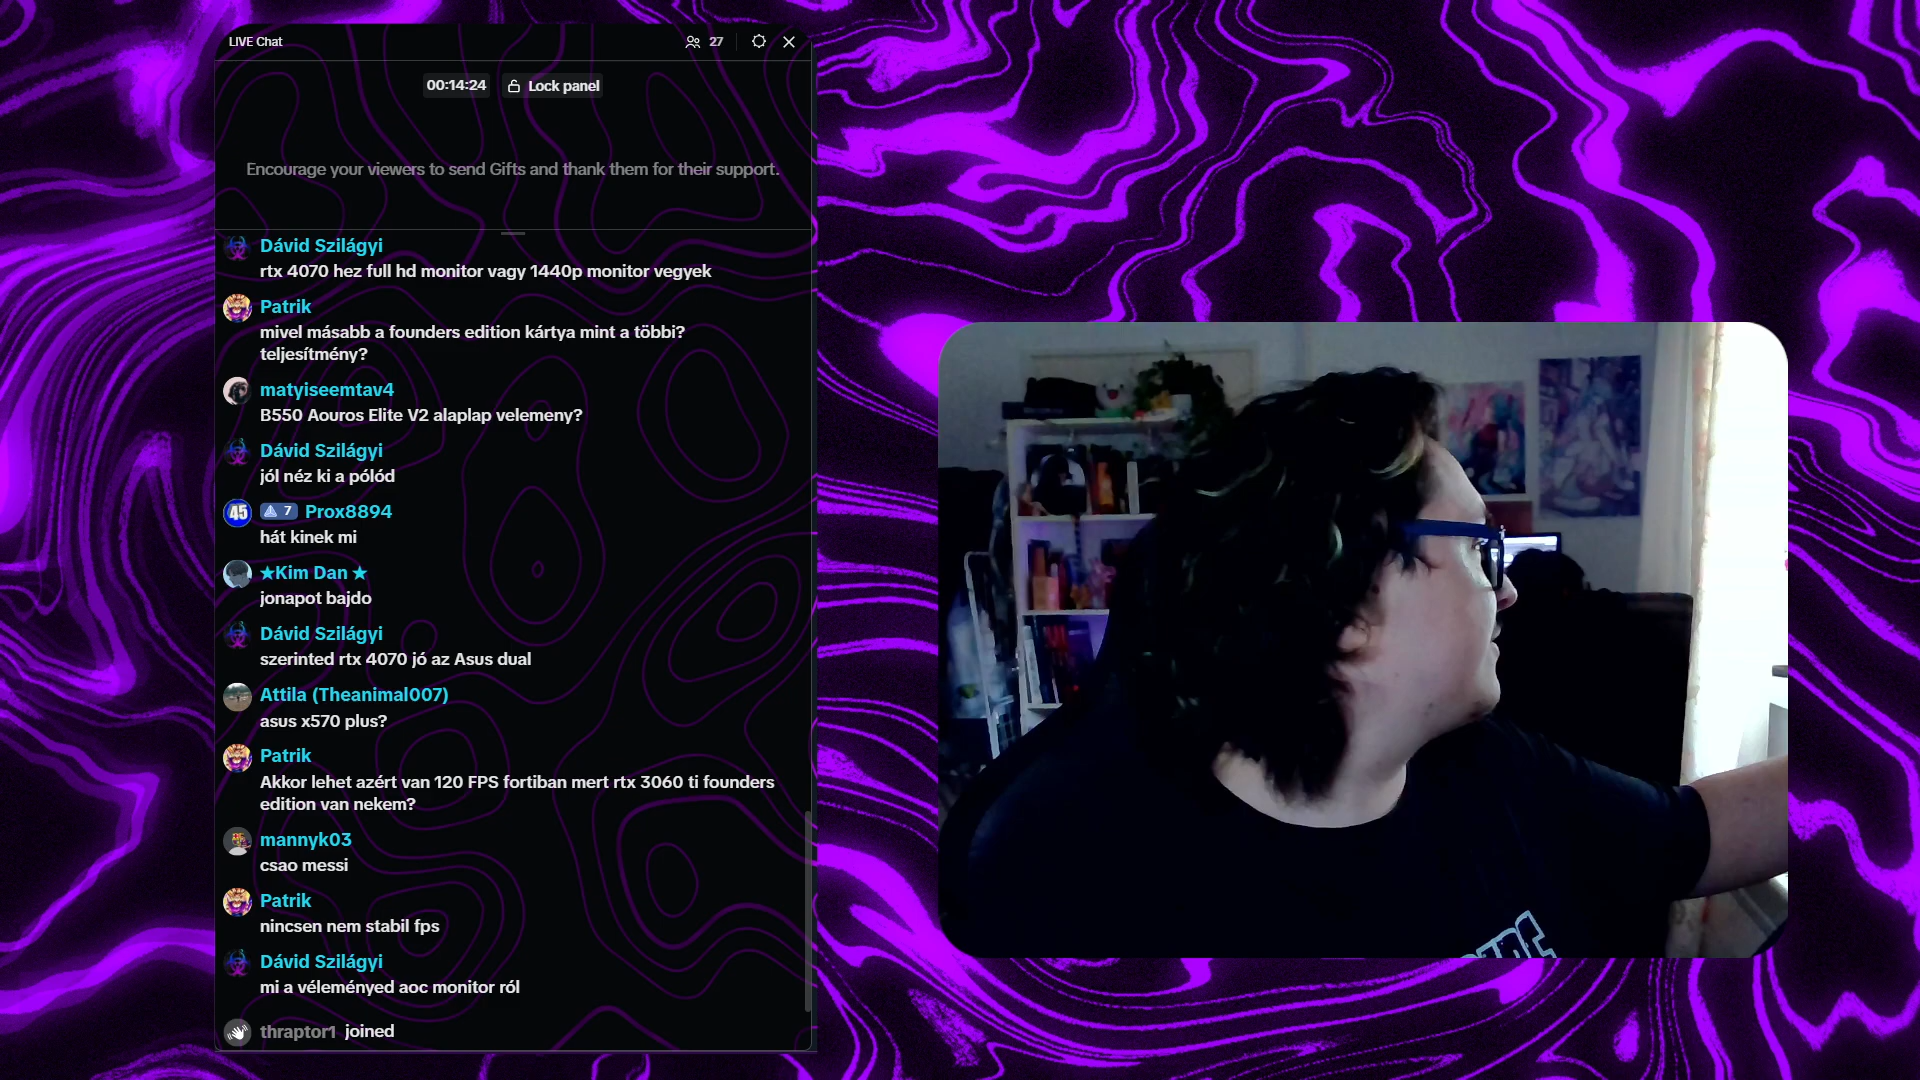 LIVE Chat
27
00:14:24
Lock panel
Encourage your viewers to send Gifts and thank them for their support.
Dávid Szilágyi
rtx 4070 hez full hd monitor vagy 1440p monitor vegyek
Patrik
mivel másabb a founders edition kártya mint a többi?
teljesítmény?
matyiseemtav4
B550 Aouros Elite V2 alaplap velemeny?
Dávid Szilágyi
jól néz ki a pólód
45
7 Prox8894
hát kinek mi
★Kim Dan★
jonapot bajdo
Dávid Szilágyi
szerinted rtx 4070 jó az Asus dual
Attila (Theanimal007)
asus x570 plus?
Patrik
Akkor lehet azért van 120 FPS fortiban mert rtx 3060 ti founders
edition van nekem?
mannyk03
csao messi
Patrik
nincsen nem stabil fps
Dávid Szilágyi
mi a véleményed aoc monitor ról
thraptor1 joined